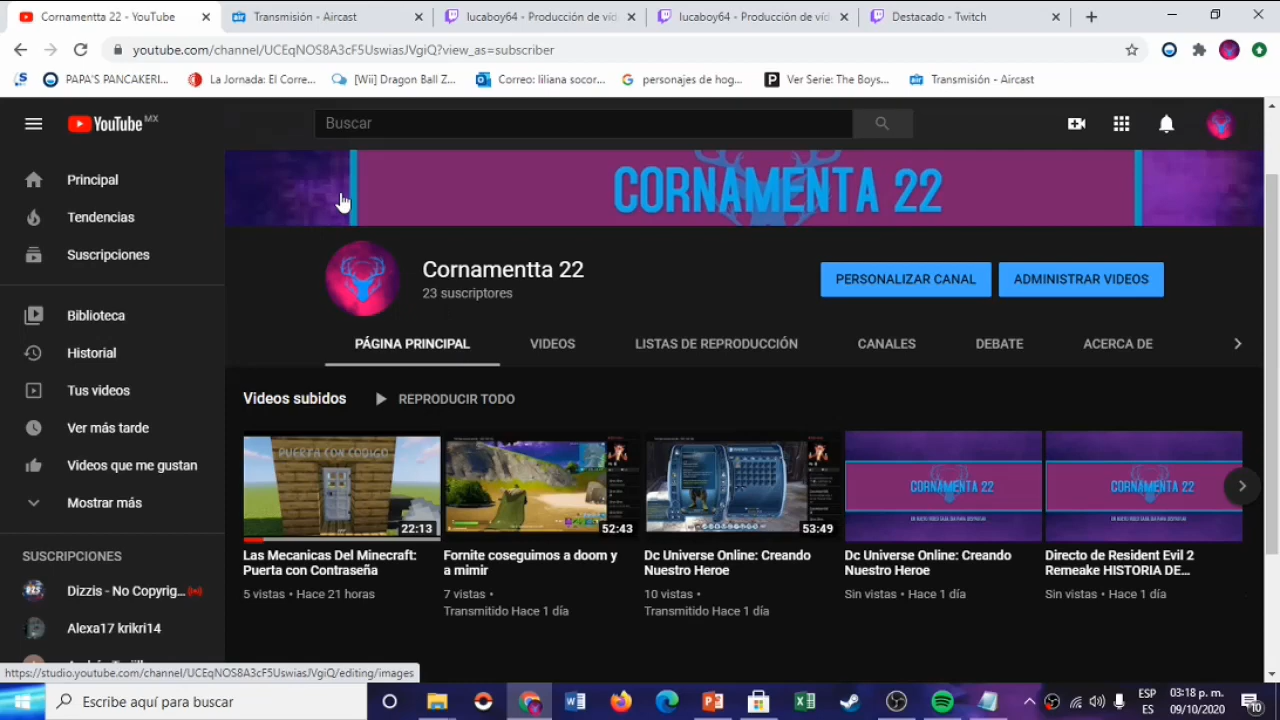 Cornamentta 22 - YouTube
Transmisión - Aircast
lucaboy64 - Producción de vid
lucaboy64 - Producción de vid
Destacado - Twitch
youtube.com/channel/UCEqNOS8A3cF5UswiasJVgiQ?view_as=subscriber
PAPA'S PANCAKERI...
La Jornada: El Corre...
[Wii] Dragon Ball Z...
Correo: liliana socor...
personajes de hog...
Ver Serie: The Boys...
Transmisión - Aircast
YouTube MX
Buscar
Principal
Tendencias
Suscripciones
Biblioteca
Historial
Tus videos
Ver más tarde
Videos que me gustan
Mostrar más
SUSCRIPCIONES
Dizzis - No Copyrig...
Alexa17 krikri14
CORNAMENTA 22
Cornamentta 22
23 suscriptores
PERSONALIZAR CANAL
ADMINISTRAR VIDEOS
PÁGINA PRINCIPAL
VIDEOS
LISTAS DE REPRODUCCIÓN
CANALES
DEBATE
ACERCA DE
Videos subidos
REPRODUCIR TODO
PUERTA CON CODIGO
22:13
52:43
53:49
CORNAMENTA 22
CORNAMENTA 22
Las Mecanicas Del Minecraft:
Puerta con Contraseña
5 vistas • Hace 21 horas
Fornite coseguimos a doom y
a mimir
7 vistas •
Transmitido Hace 1 día
Dc Universe Online: Creando
Nuestro Heroe
10 vistas •
Transmitido Hace 1 día
Dc Universe Online: Creando
Nuestro Heroe
Sin vistas • Hace 1 día
Directo de Resident Evil 2
Remeake HISTORIA DE...
Sin vistas • Hace 1 día
https://studio.youtube.com/channel/UCEqNOS8A3cF5UswiasJVgiQ/editing/images
Escribe aquí para buscar
ESP
ES
03:18 p. m.
09/10/2020
10